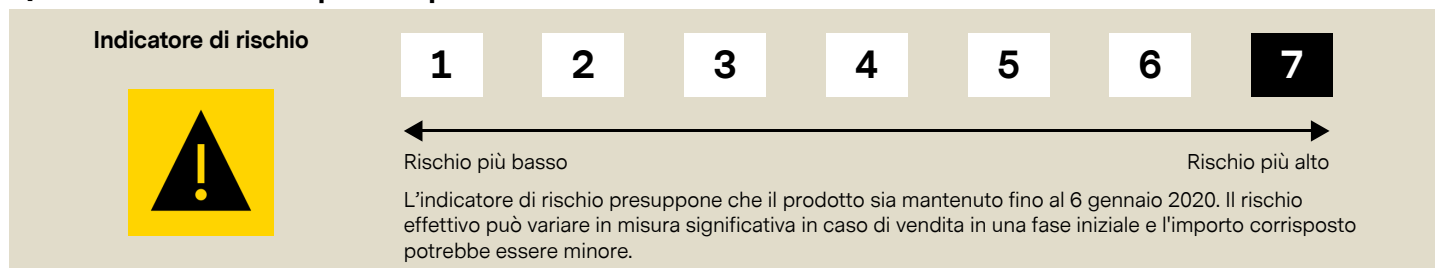 Indicatore di rischio
1 2 3 4 5 6 7
Rischio più basso Rischio più alto
L'indicatore di rischio presuppone che il prodotto sia mantenuto fino al 6 gennaio 2020. Il rischio
effettivo può variare in misura significativa in caso di vendita in una fase iniziale e l'importo corrisposto
potrebbe essere minore.